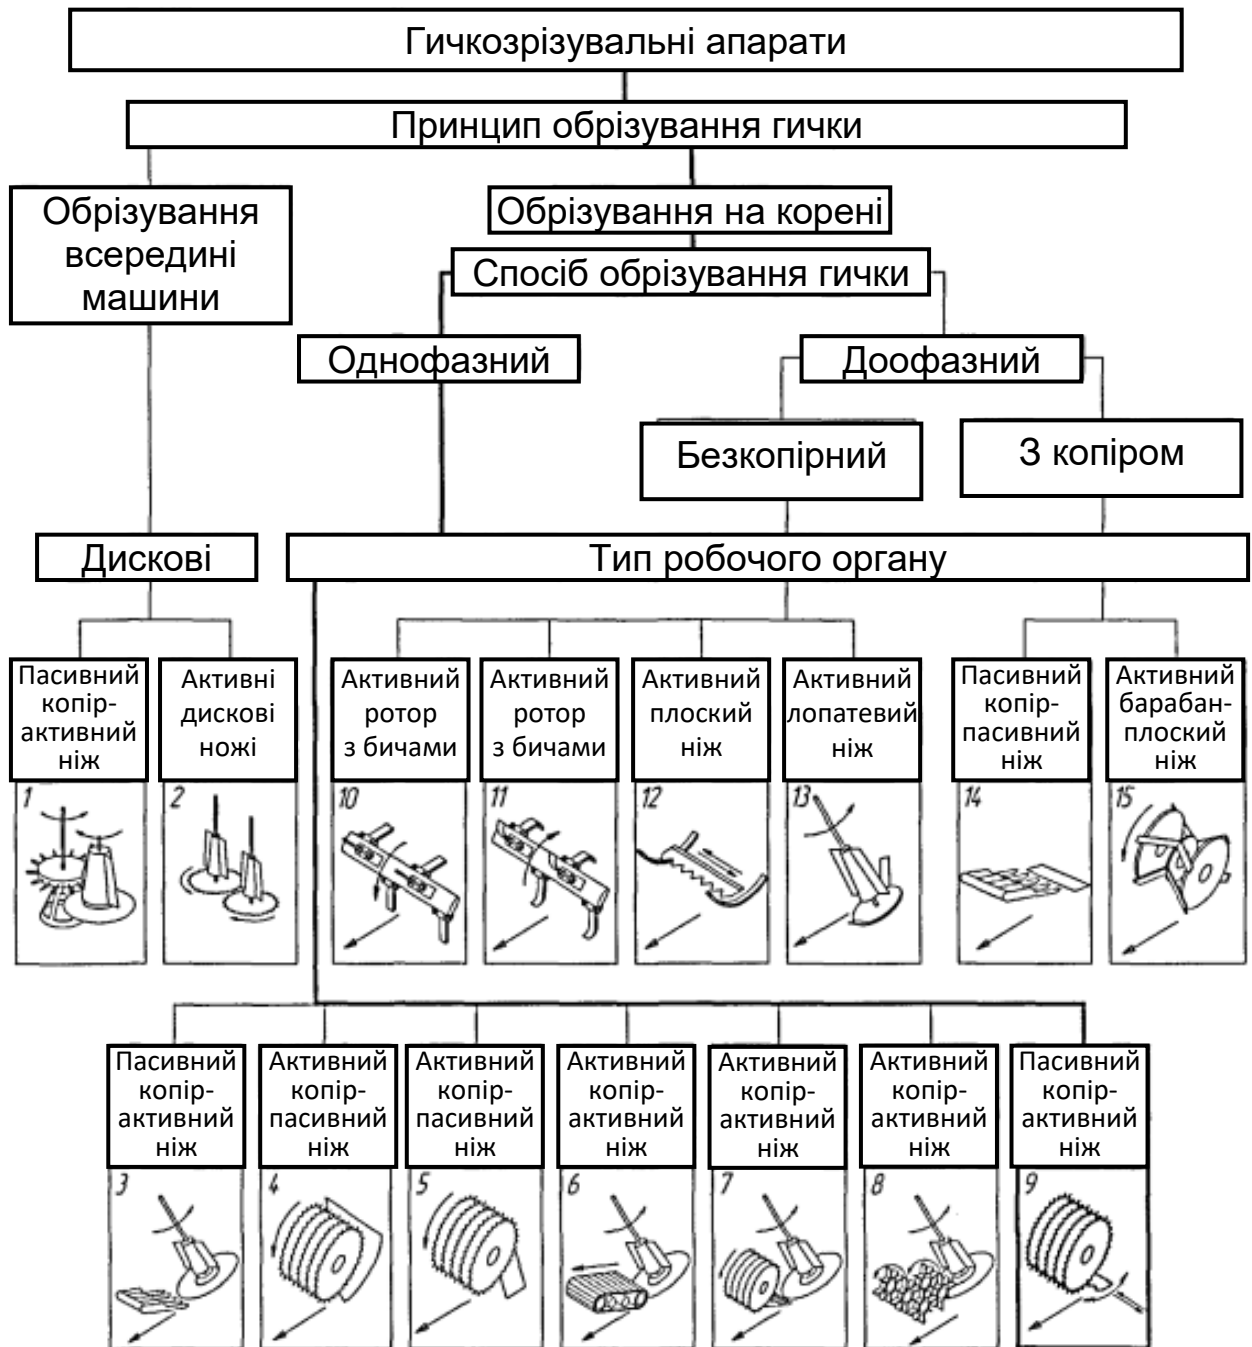 Гичкозрізувальні апарати
Принцип обрізування гички
Обрізування
всередині
машини
Обрізування на корені
Спосіб обрізування гички
Однофазний
Доофазний
Безкопірний
З копіром
Дискові
Тип робочого органу
Пасивний
копір-
активний
ніж
Активні
дискові
ножі
Активний
ротор
з бичами
Активний
ротор
з бичами
Активний
плоский
ніж
Активний
лопатевий
ніж
Пасивний
копір-
пасивний
ніж
Активний
барабан-
плоский
ніж
1
2
10
11
12
13
14
15
Пасивний
копір-
активний
ніж
Активний
копір-
пасивний
ніж
Активний
копір-
пасивний
ніж
Активний
копір-
активний
ніж
Активний
копір-
активний
ніж
Активний
копір-
активний
ніж
Пасивний
копір-
активний
ніж
3
4
5
6
7
8
9